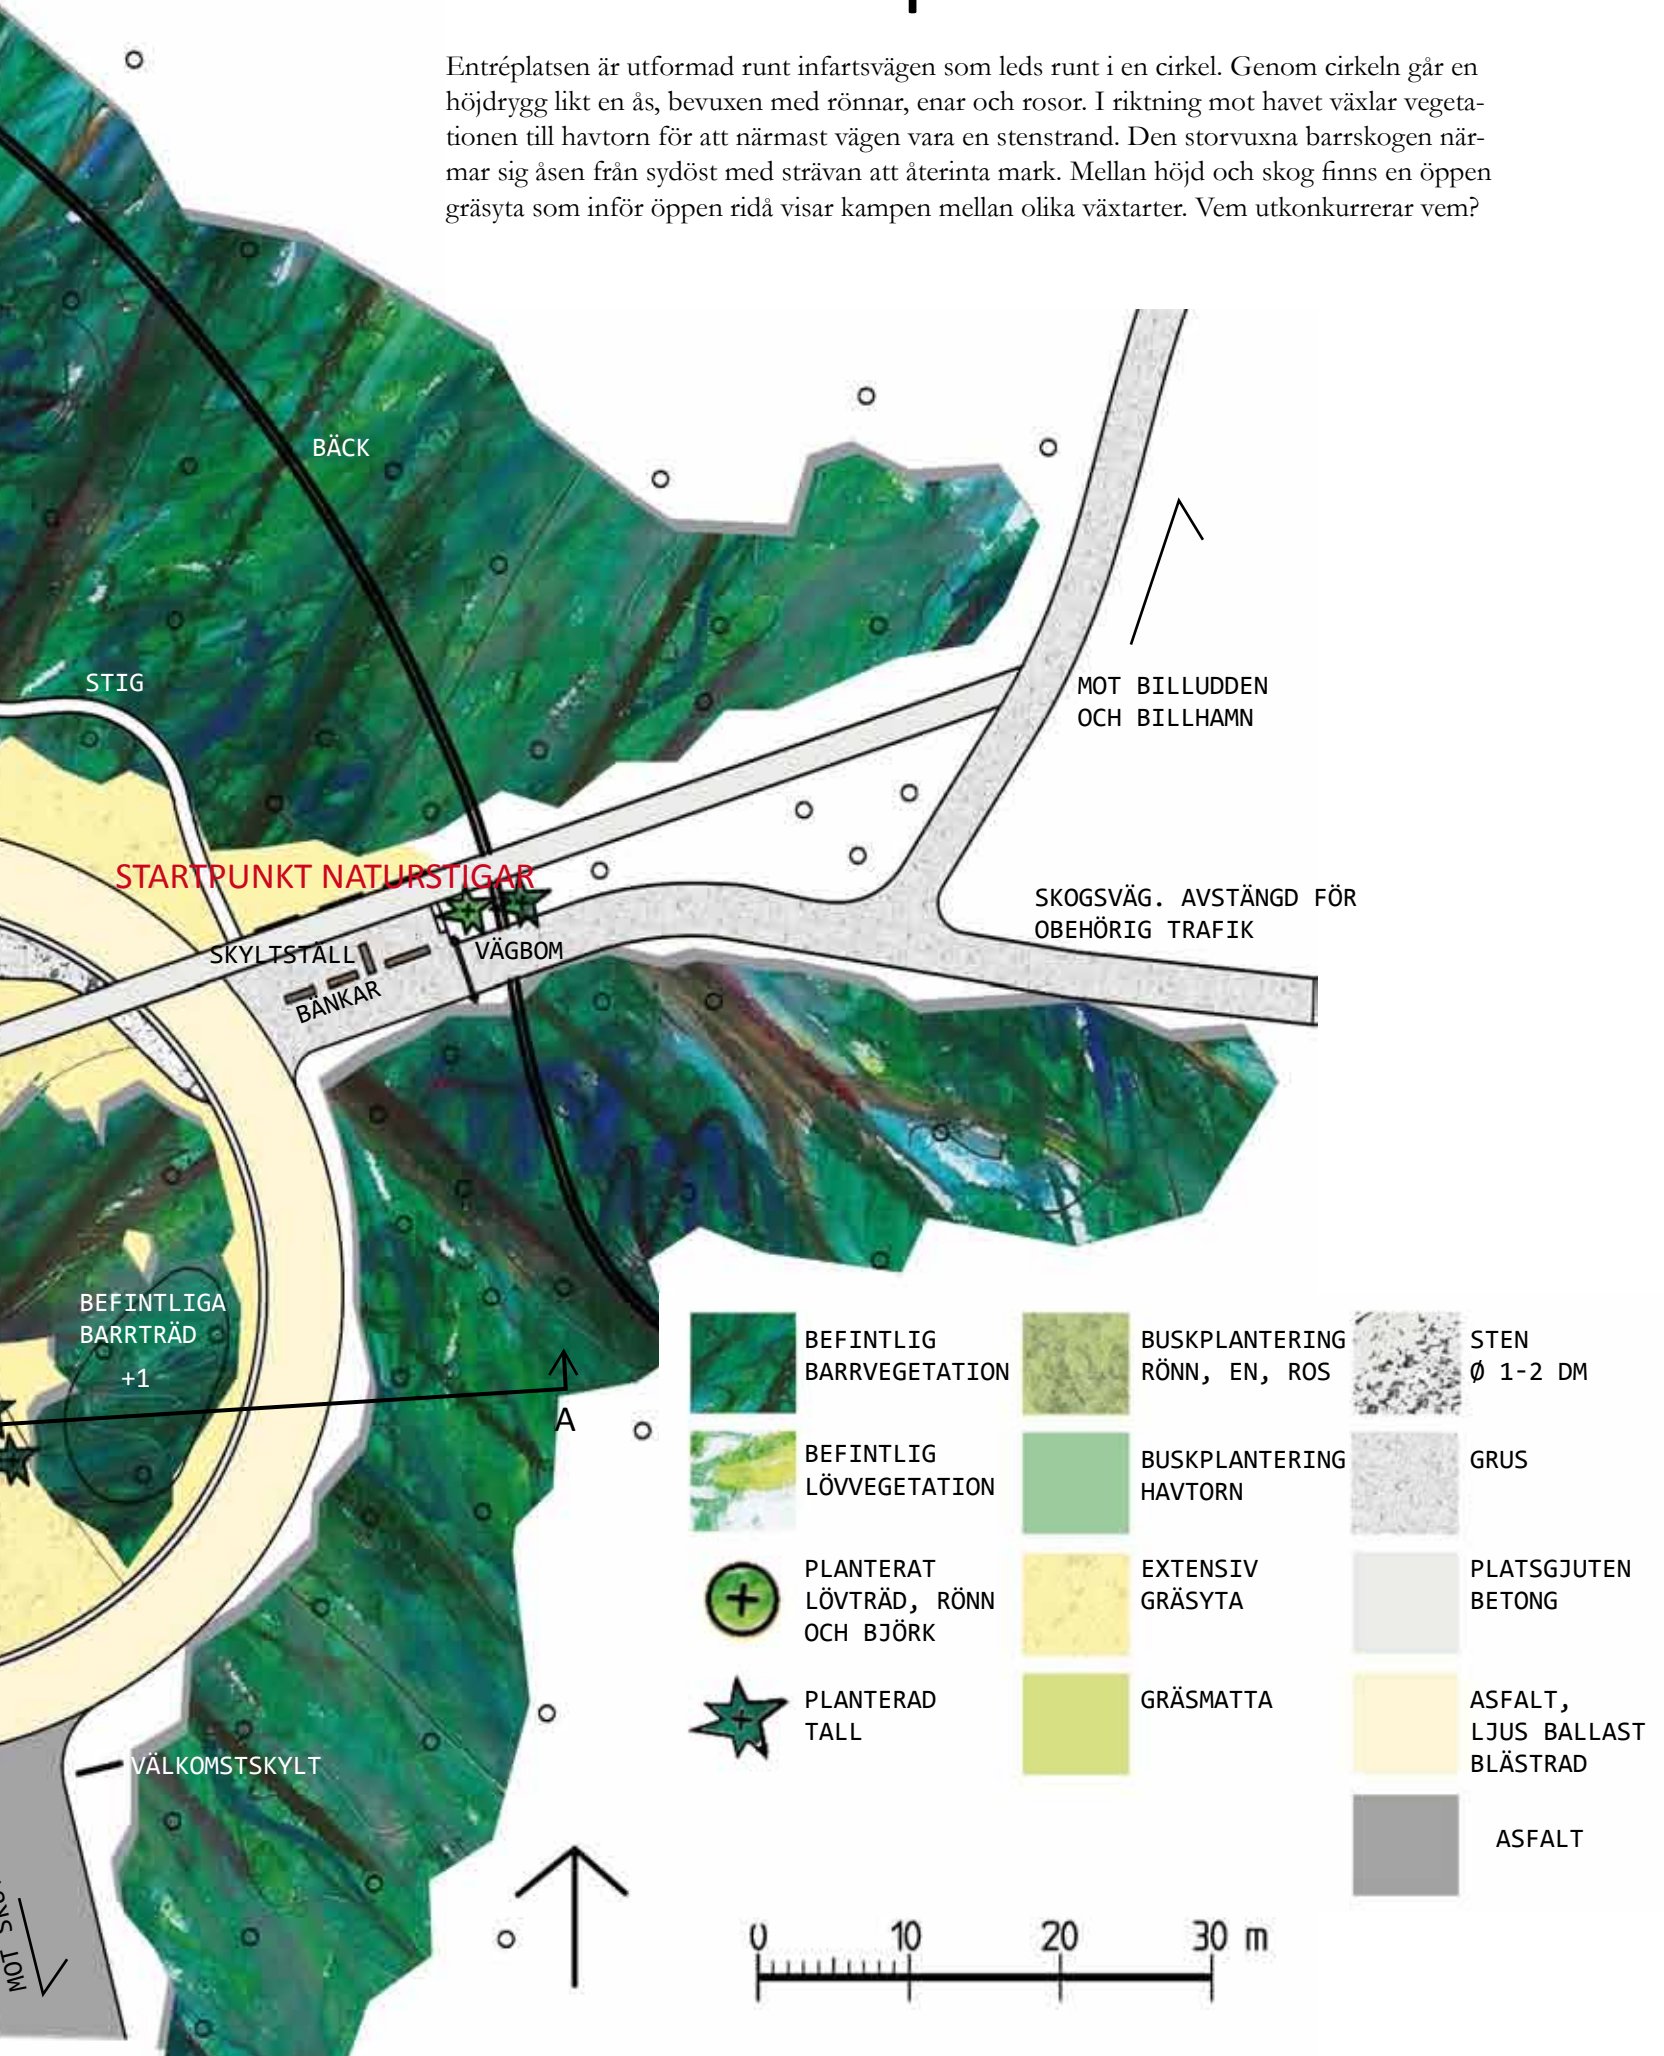 Entréplatsen är utformad runt infartsvägen som leds runt i en cirkel. Genom cirkeln går en
höjdrygg likt en ås, bevuxen med rönnar, enar och rosor. I riktning mot havet växlar vegeta-
tionen till havtorn för att närmast vägen vara en stenstrand. Den storvuxna barrskogen när-
mar sig åsen från sydöst med strävan att återinta mark. Mellan höjd och skog finns en öppen
gräsyta som inför öppen ridå visar kampen mellan olika växtarter. Vem utkonkurrerar vem?
BÄCK
STIG
MOT BILLUDDEN
OCH BILLHAMN
STARTPUNKT NATURSTIGAR
SKOGSVÄG. AVSTÄNGD FÖR
OBEHÖRIG TRAFIK
SKYLTSTÄLL
VÄGBOM
BÄNKAR
BEFINTLIGA
BARRTRÄD
+1
A
BEFINTLIG
BARRVEGETATION
BEFINTLIG
LÖVVEGETATION
PLANTERAT
LÖVTRÄD, RÖNN
OCH BJÖRK
PLANTERAD
TALL
BUSKPLANTERING
RÖNN, EN, ROS
BUSKPLANTERING
HAVTORN
EXTENSIV
GRÄSYTA
GRÄSMATTA
STEN
Ø 1-2 DM
GRUS
PLATSGJUTEN
BETONG
ASFALT,
LJUS BALLAST
BLÄSTRAD
ASFALT
VÄLKOMSTSKYLT
MOT
0 10 20 30 m